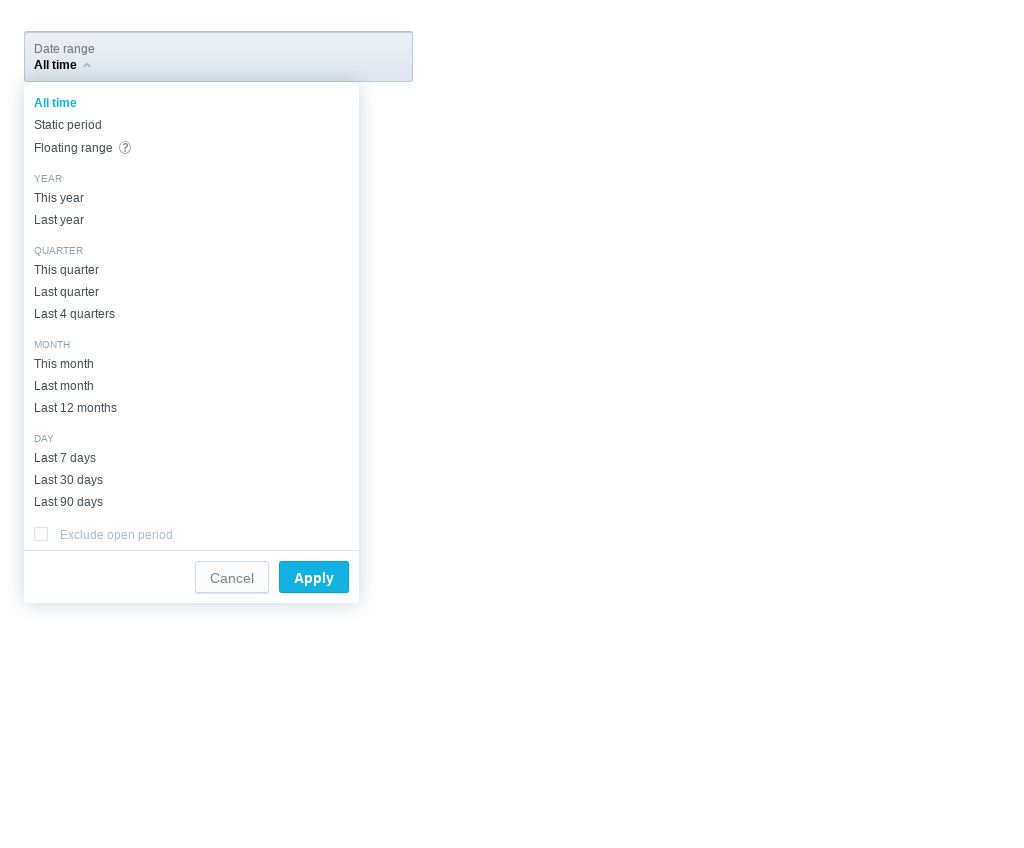 Date range
All time
All time
Static period
Floating range ?
YEAR
This year
Last year
QUARTER
This quarter
Last quarter
Last 4 quarters
MONTH
This month
Last month
Last 12 months
DAY
Last 7 days
Last 30 days
Last 90 days
Exclude open period
Cancel Apply